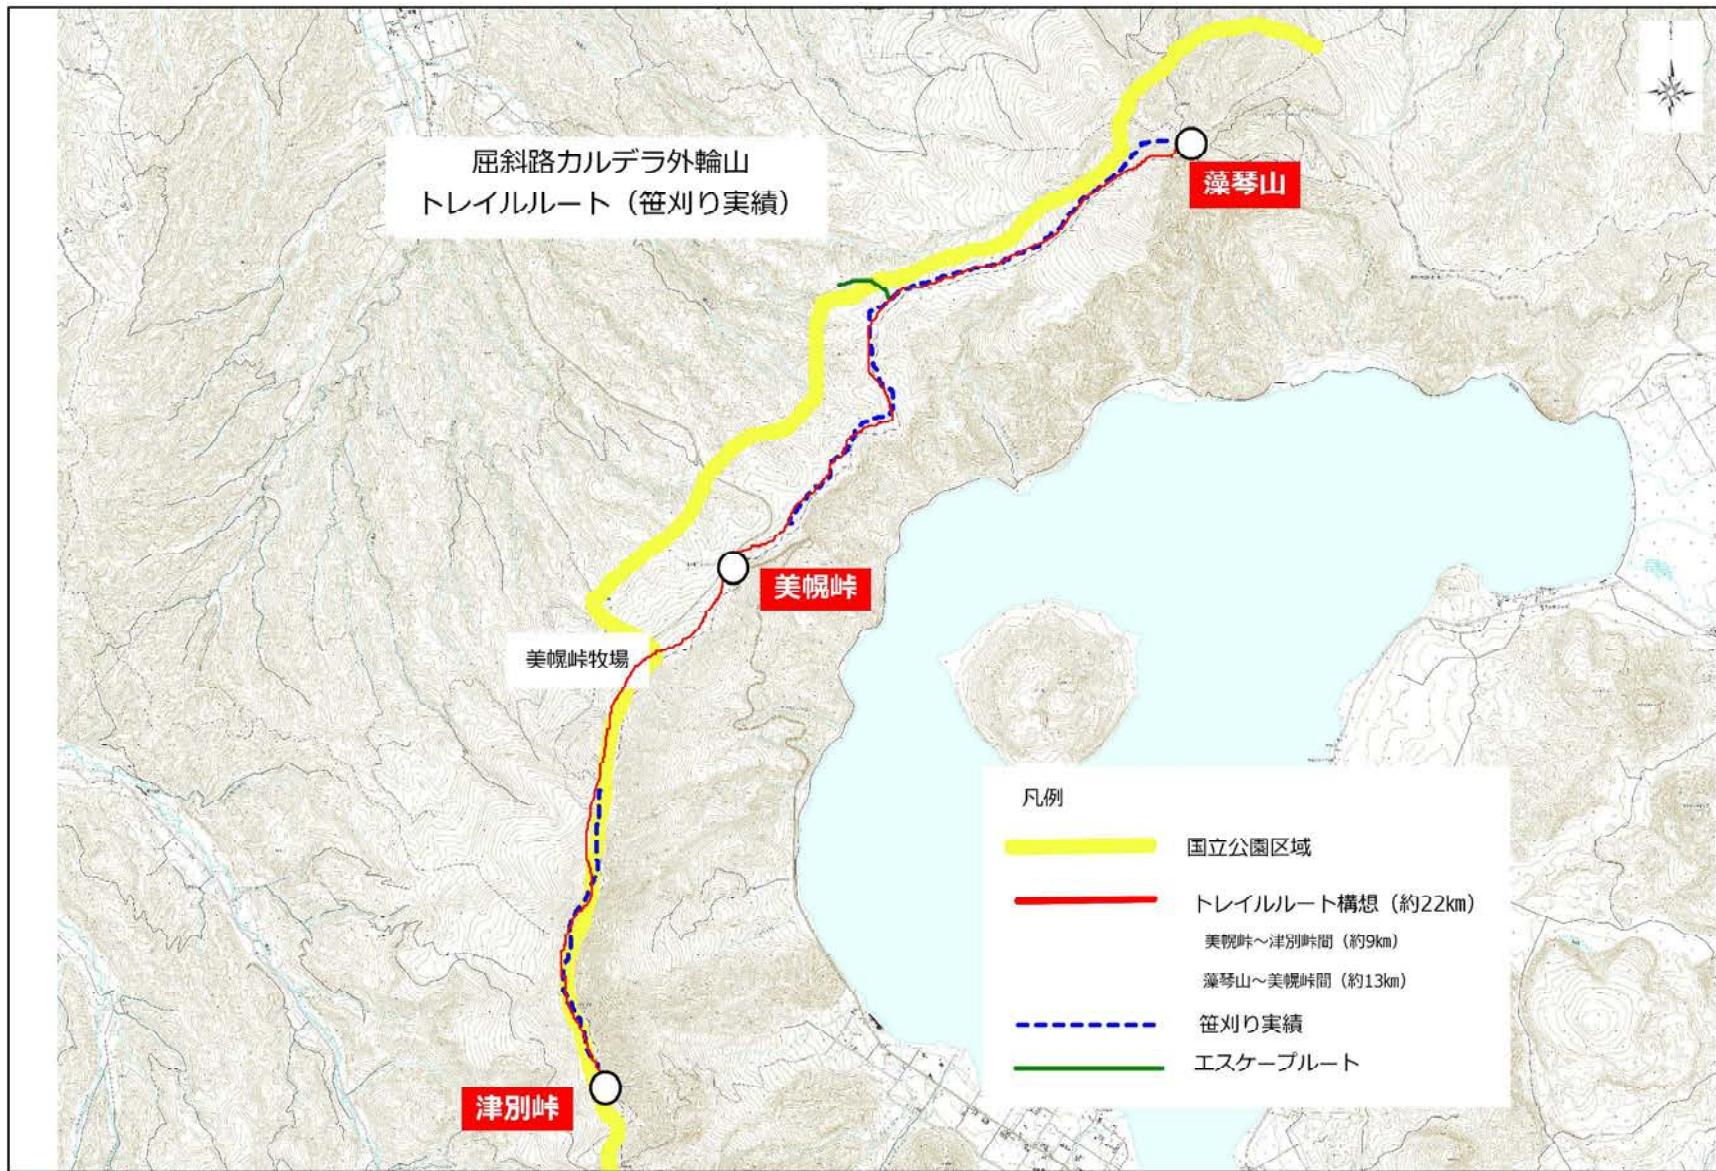 屈斜路カルデラ外輪山
トレイルルート（笹刈り実績）
藻琴山
美幌峠
美幌峠牧場
津別峠
凡例
国立公園区域
トレイルルート構想（約22㎞）
美幌峠～津別峠間（約9㎞）
藻琴山～美幌峠間（約13㎞）
笹刈り実績
エスケープルート